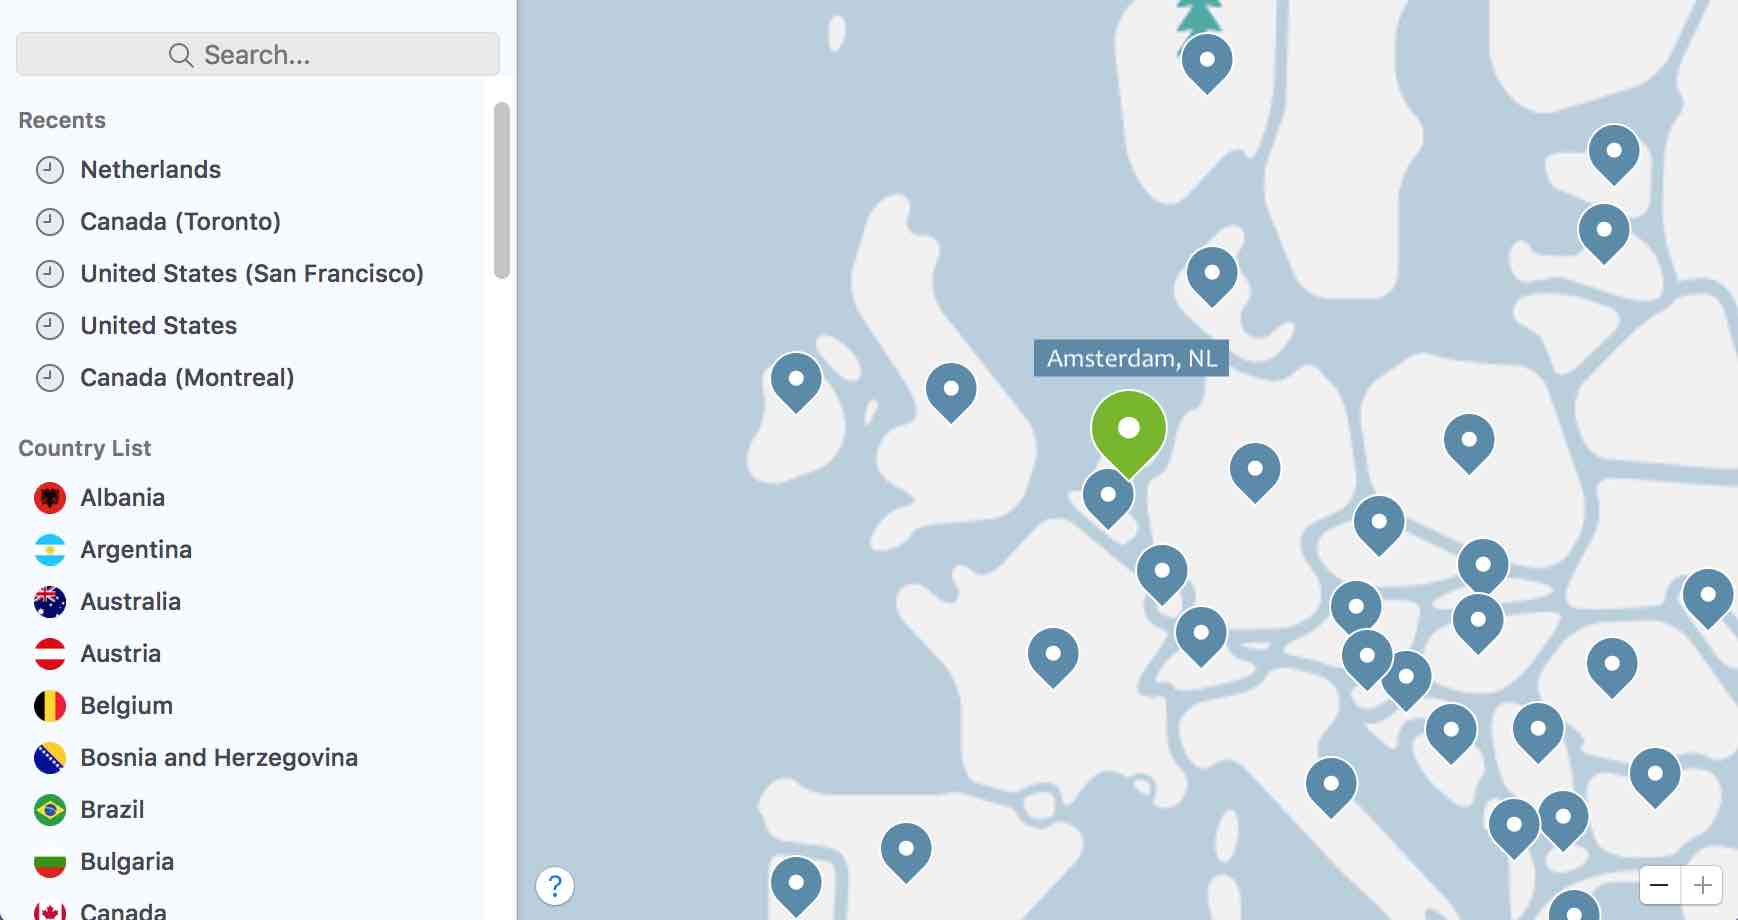 Search...
Recents
Netherlands
Canada (Toronto)
United States (San Francisco)
United States
Canada (Montreal)
Country List
Albania
Argentina
Australia
Austria
Belgium
Bosnia and Herzegovina
Brazil
Bulgaria
Canada
Amsterdam, NL
?